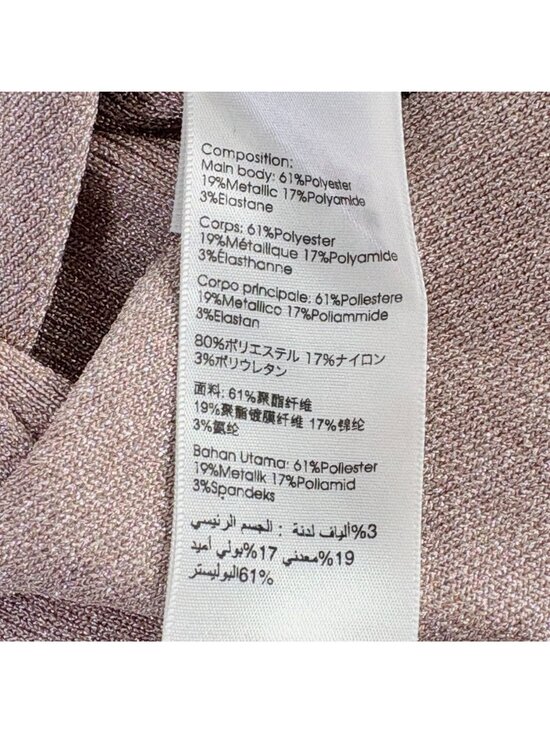 Composition:
Main body: 61%Polyester
19%Metallic 17%Polyamide
3%Elastane
Corps: 61%Polyester
19%Métallique 17%Polyamide
3%Élasthanne
Corpo principale: 61%Poliestere
19%Metallico 17%Poliammide
3%Elastan
80%ポリエステル 17%ナイロン
3%ポリウレタン
面料: 61%聚酯纤维
19%聚酯镀膜纤维 17%锦纶
3%氨纶
Bahan Utama: 61%Poliester
19%Metalik 17%Poliamid
3%Spandeks
3%ألياف لدنة : الجسم الرئيسي
19%معدني 17%بولي أميد
61%البوليستر